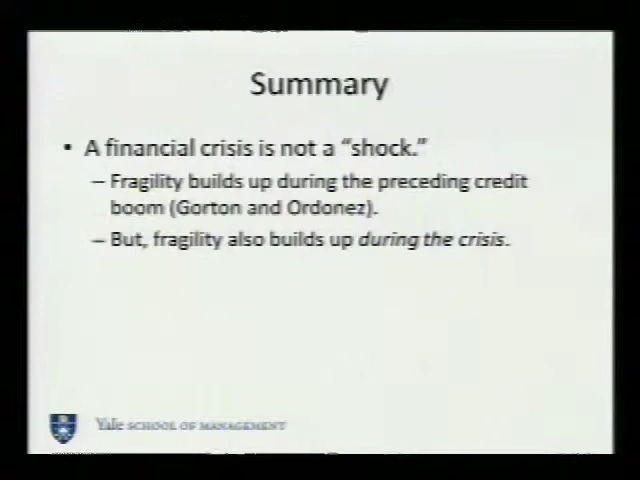 Summary
• A financial crisis is not a “shock.”
– Fragility builds up during the preceding credit
boom (Gorton and Ordonez).
– But, fragility also builds up during the crisis.
Yale SCHOOL OF MANAGEMENT